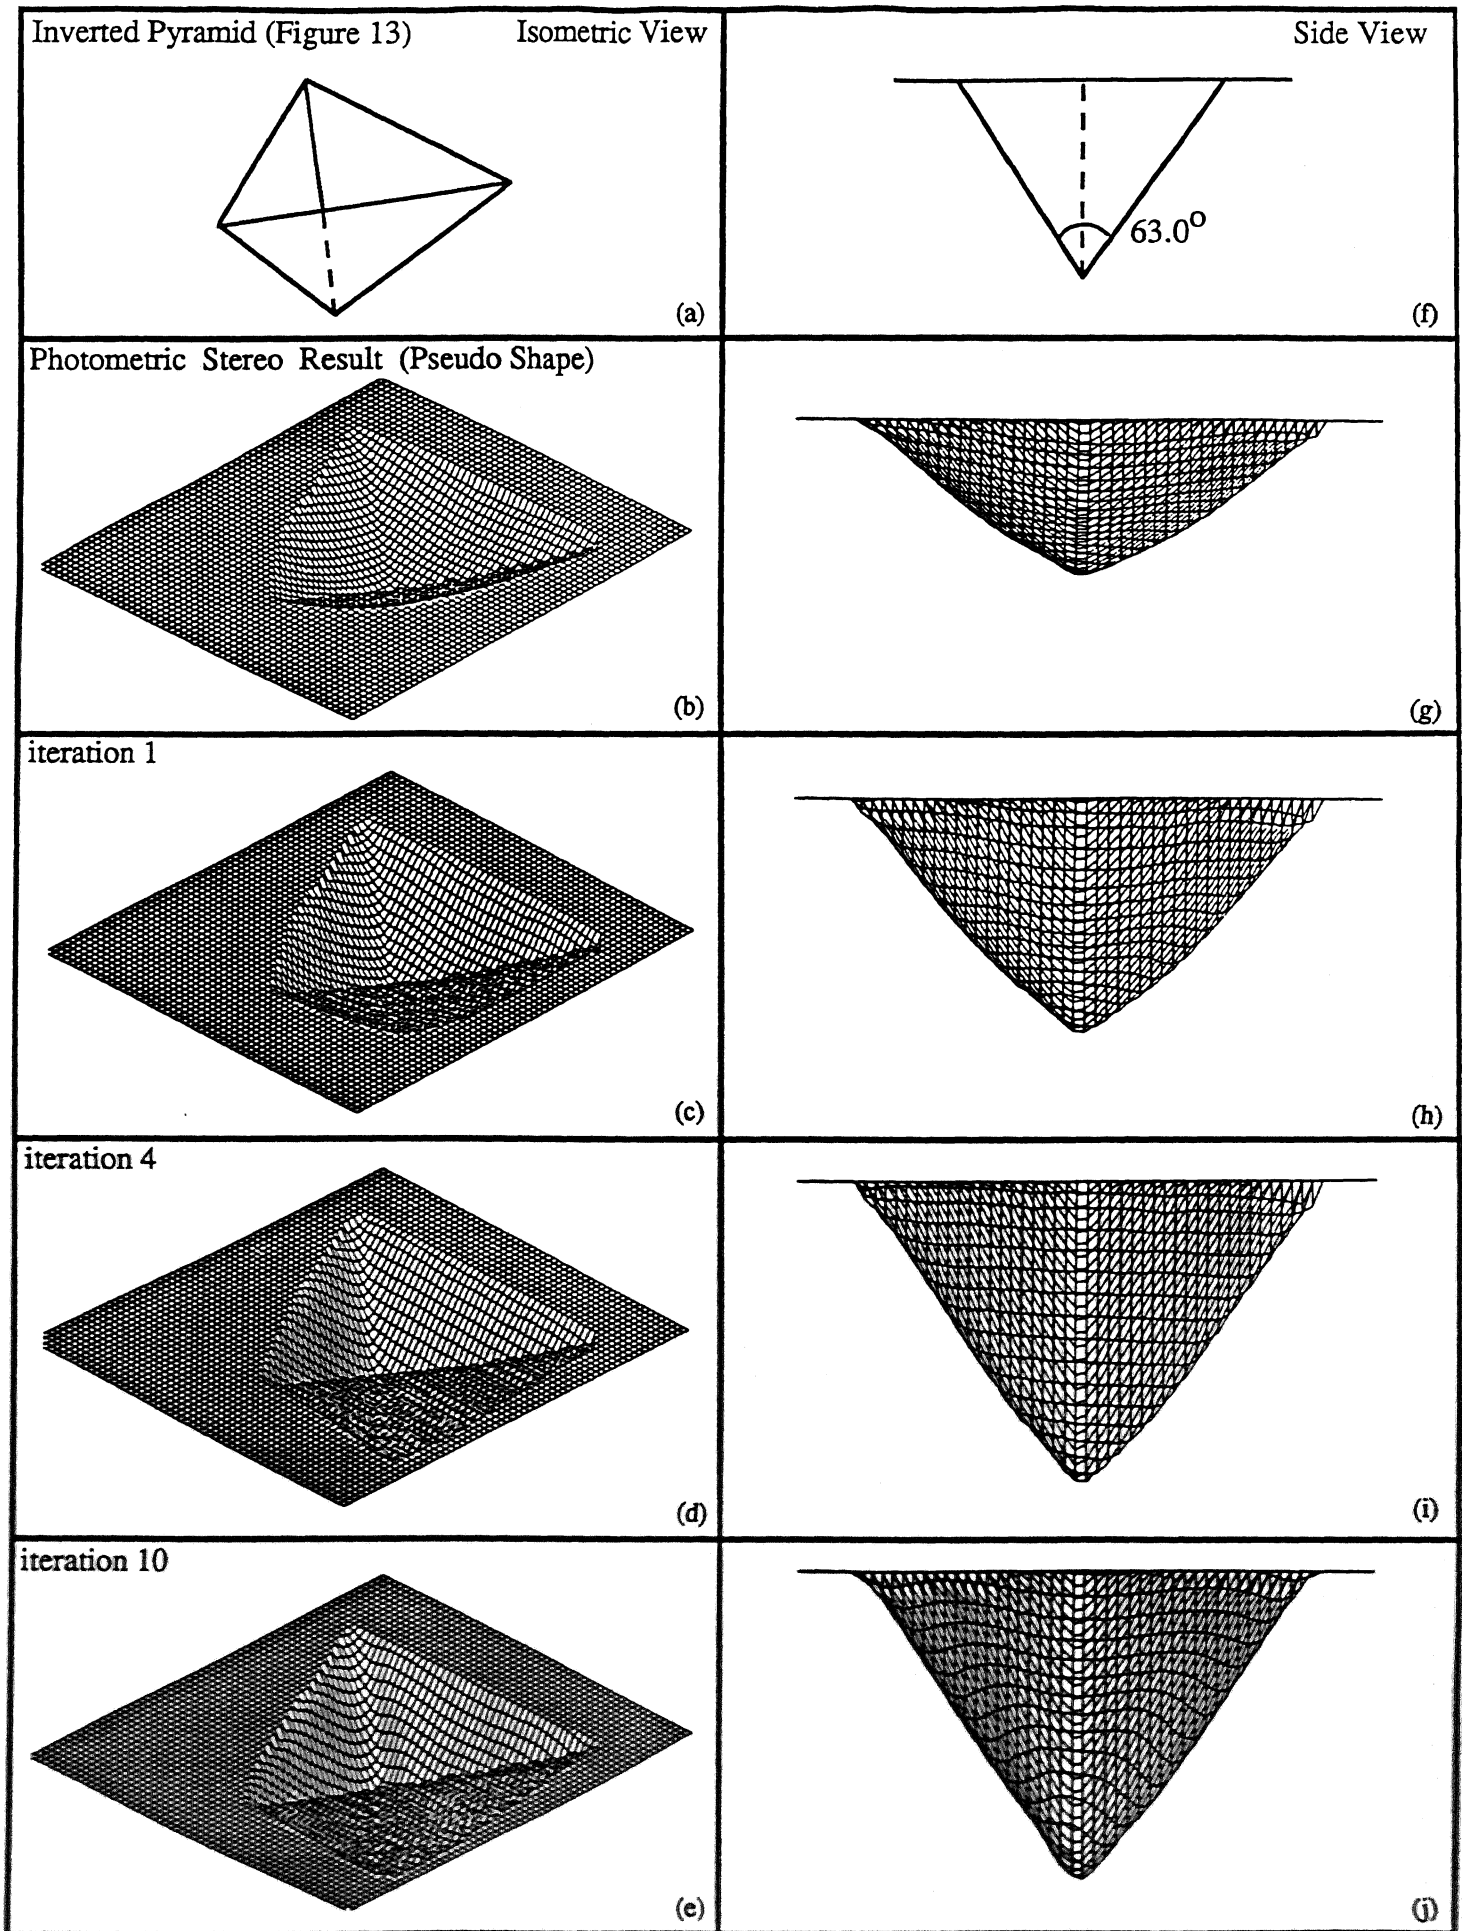 Inverted Pyramid (Figure 13) Isometric View
Side View
63.0°
(a)
(f)
Photometric Stereo Result (Pseudo Shape)
(b)
(g)
iteration 1
(c)
(h)
iteration 4
(d)
(i)
iteration 10
(e)
(j)